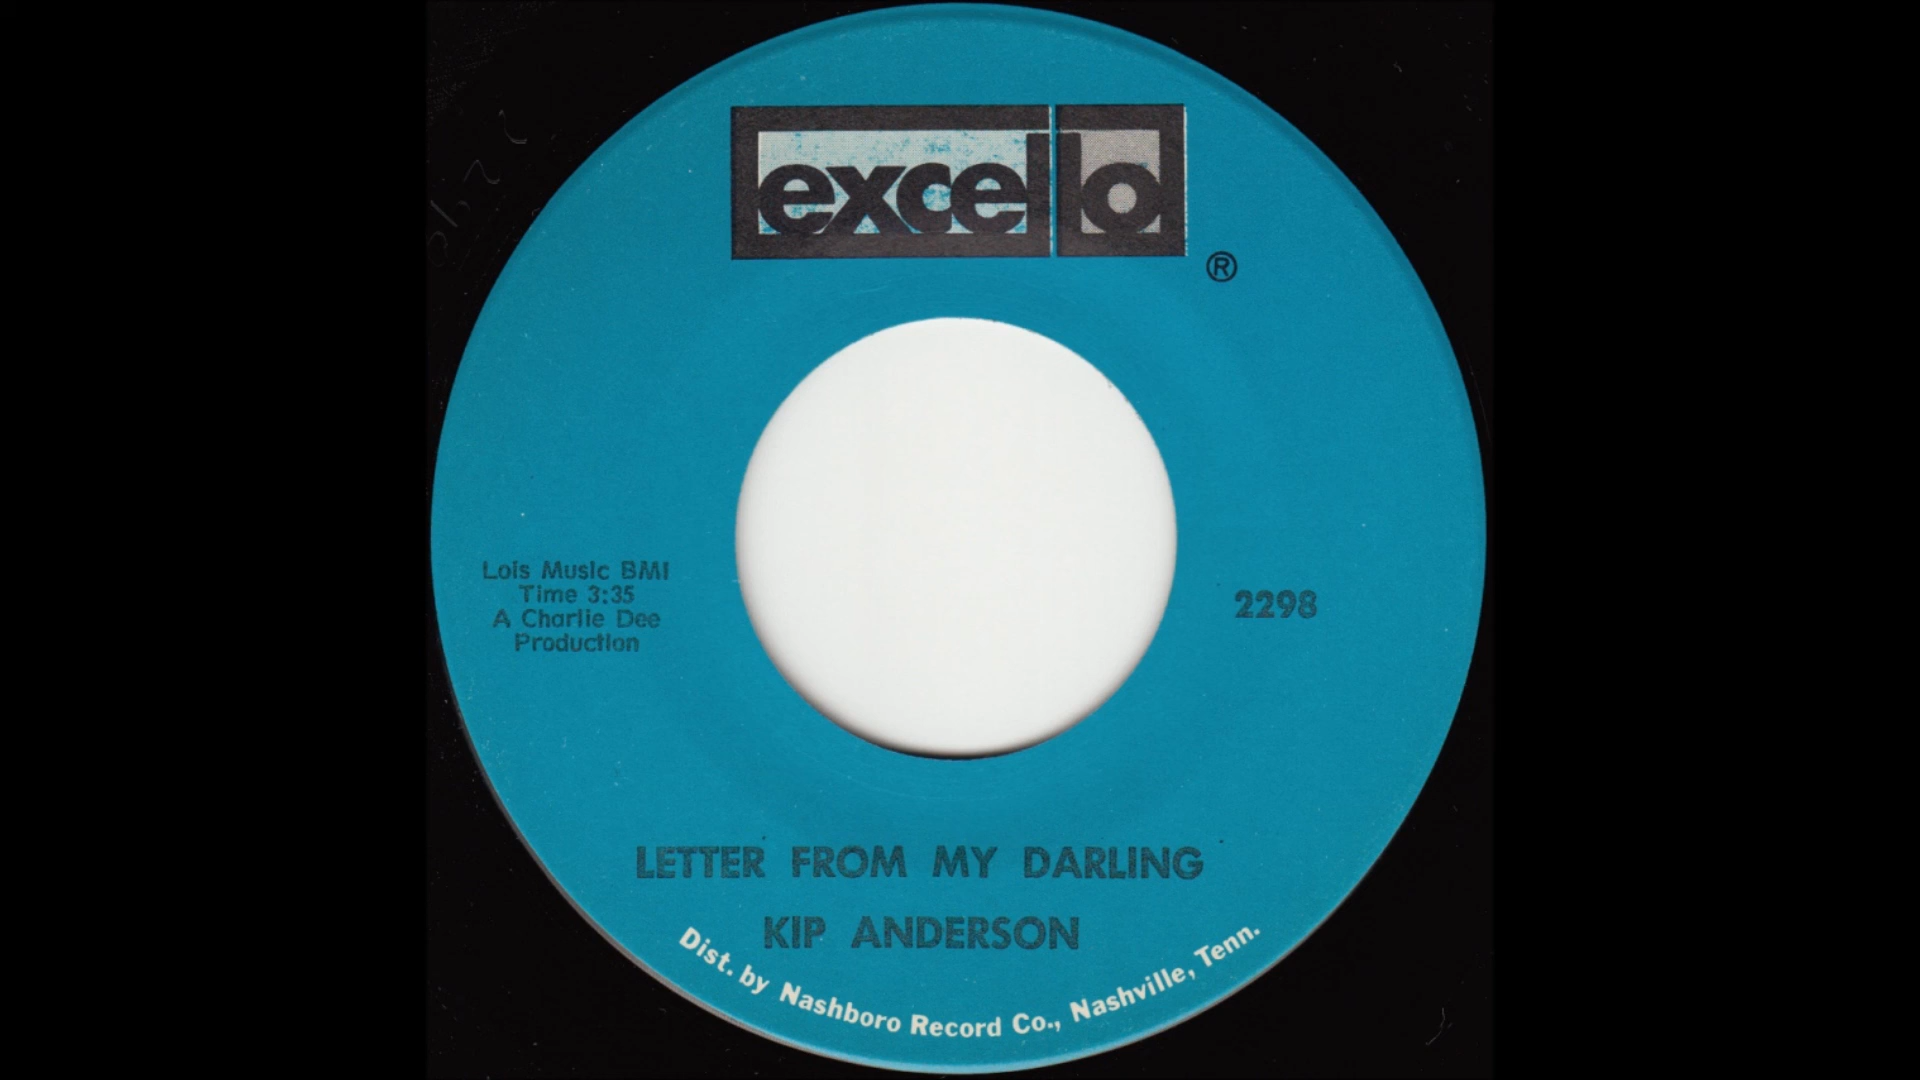 excello
®
Lois Music BMI
Time 3:35
A Charlie Dee
Production
2298
LETTER FROM MY DARLING
KIP ANDERSON
Dist. by Nashboro Record Co., Nashville, Tenn.